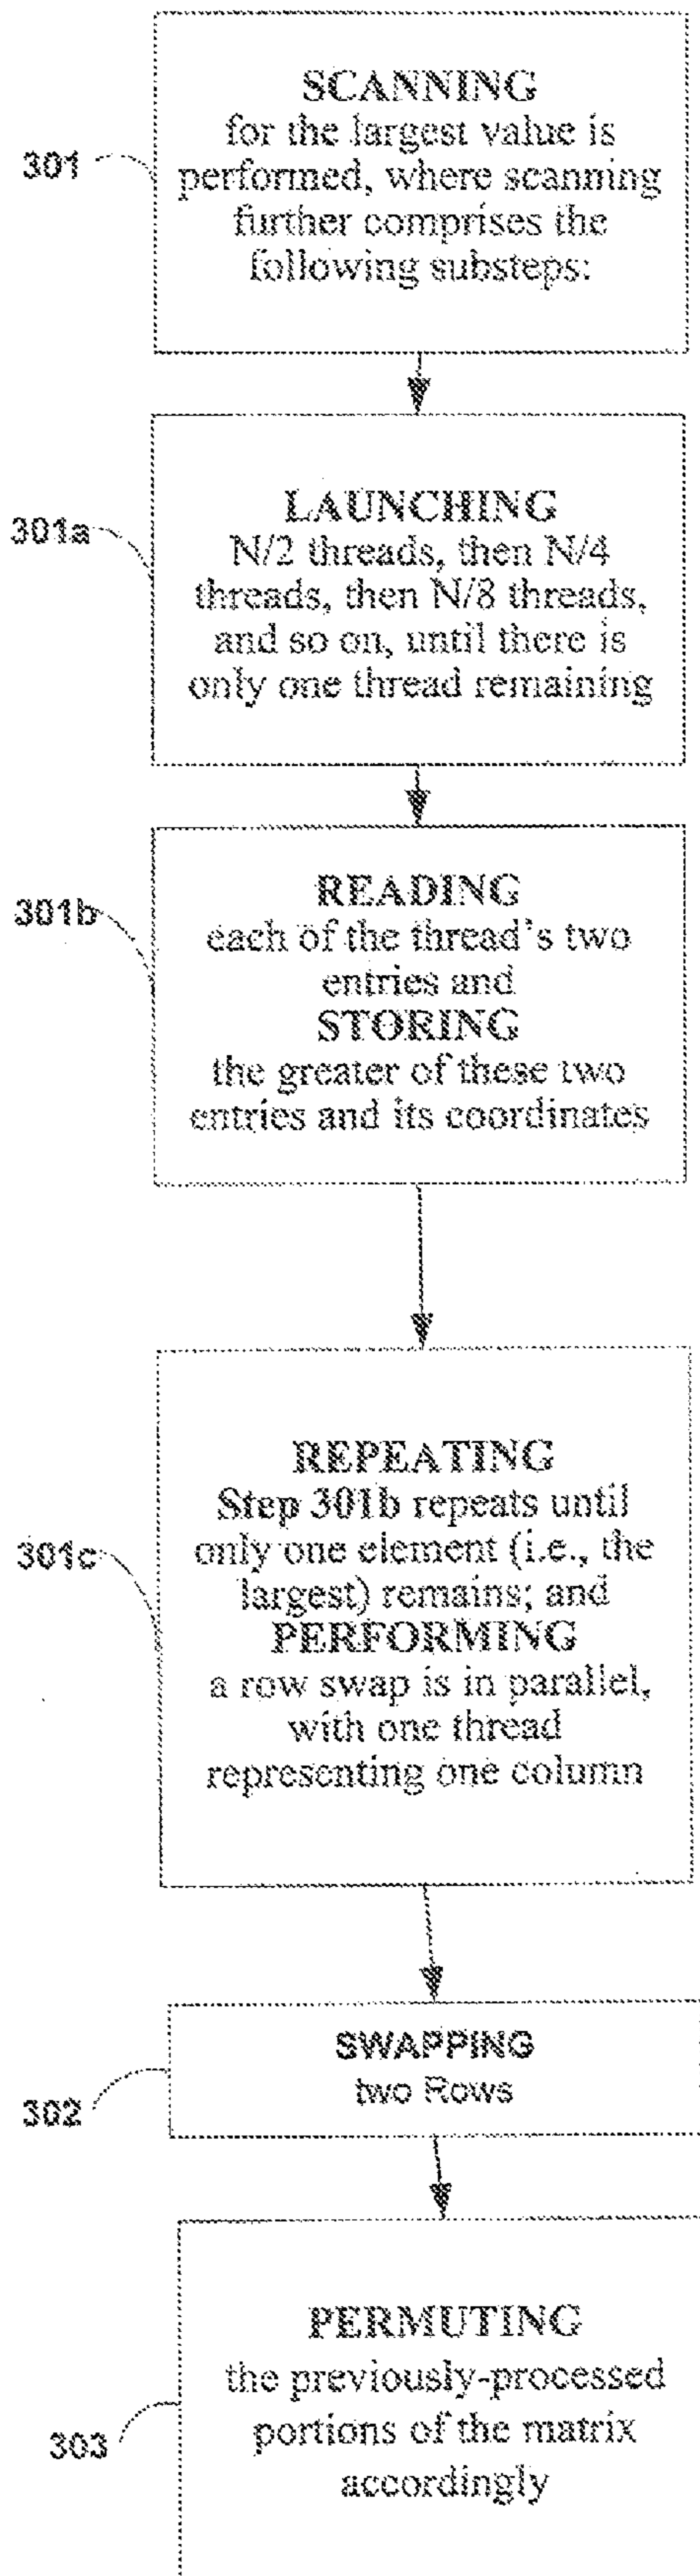 SCANNING
for the largest value is
performed, where scanning
further comprises the
following substeps:
301
LAUNCHING
N/2 threads, then N/4
threads, then N/8 threads,
and so on, until there is
only one thread remaining
301a
READING
each of the thread's two
entries and
STORING
the greater of these two
entries and its coordinates
301b
REPEATING
Step 301b repeats until
only one element (i.e., the
largest) remains; and
PERFORMING
a row swap is in parallel,
with one thread
representing one column
301c
SWAPPING
two Rows
302
PERMUTING
the previously-processed
portions of the matrix
accordingly
303